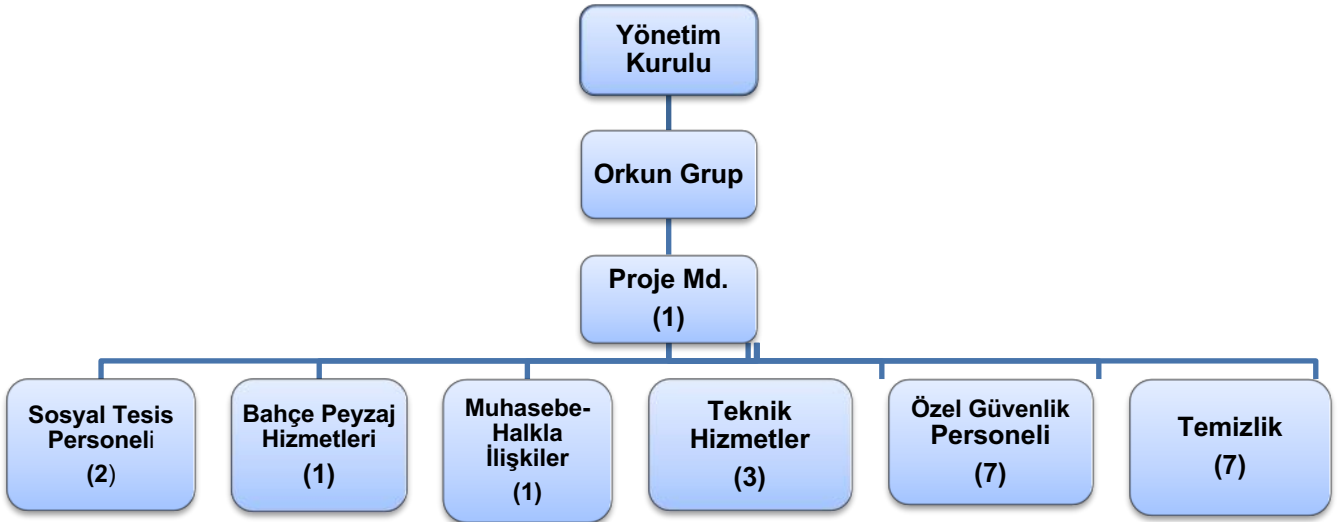 Yönetim
Kurulu
Orkun Grup
Proje Md.
(1)
Sosyal Tesis
Personeli
(2)
Bahçe Peyzaj
Hizmetleri
(1)
Muhasebe-
Halkla
İlişkiler
(1)
Teknik
Hizmetler
(3)
Özel Güvenlik
Personeli
(7)
Temizlik
(7)